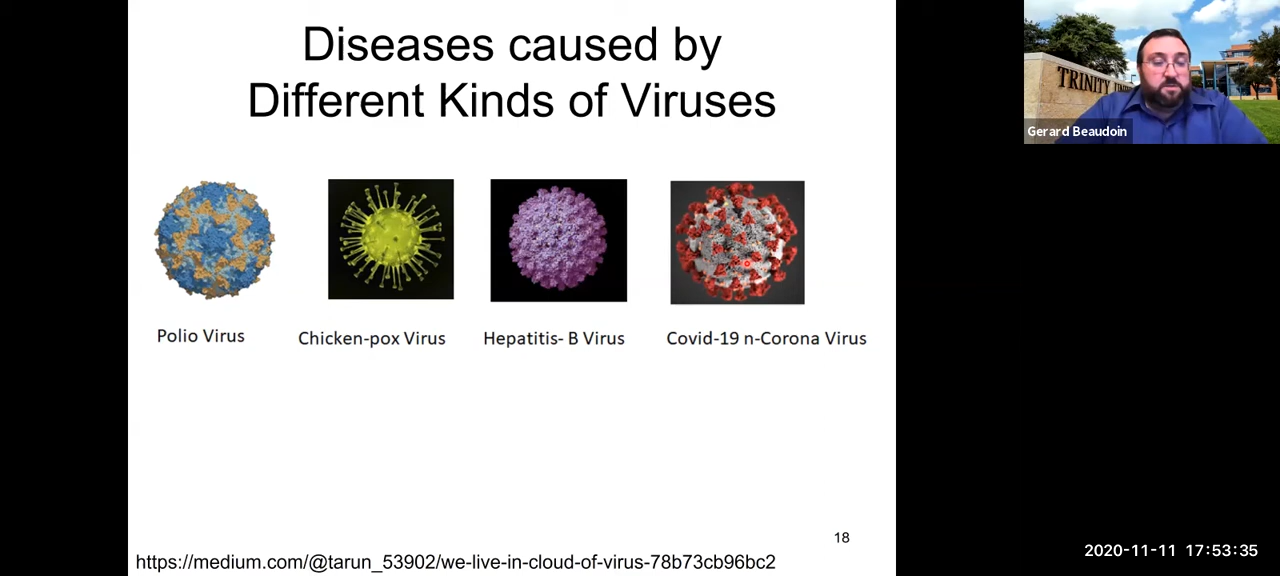 Diseases caused by
Different Kinds of Viruses
TRINITY
Gerard Beaudoin
Polio Virus
Chicken-pox Virus
Hepatitis- B Virus
Covid-19 n-Corona Virus
18
https://medium.com/@tarun_53902/we-live-in-cloud-of-virus-78b73cb96bc2
2020-11-11 17:53:35